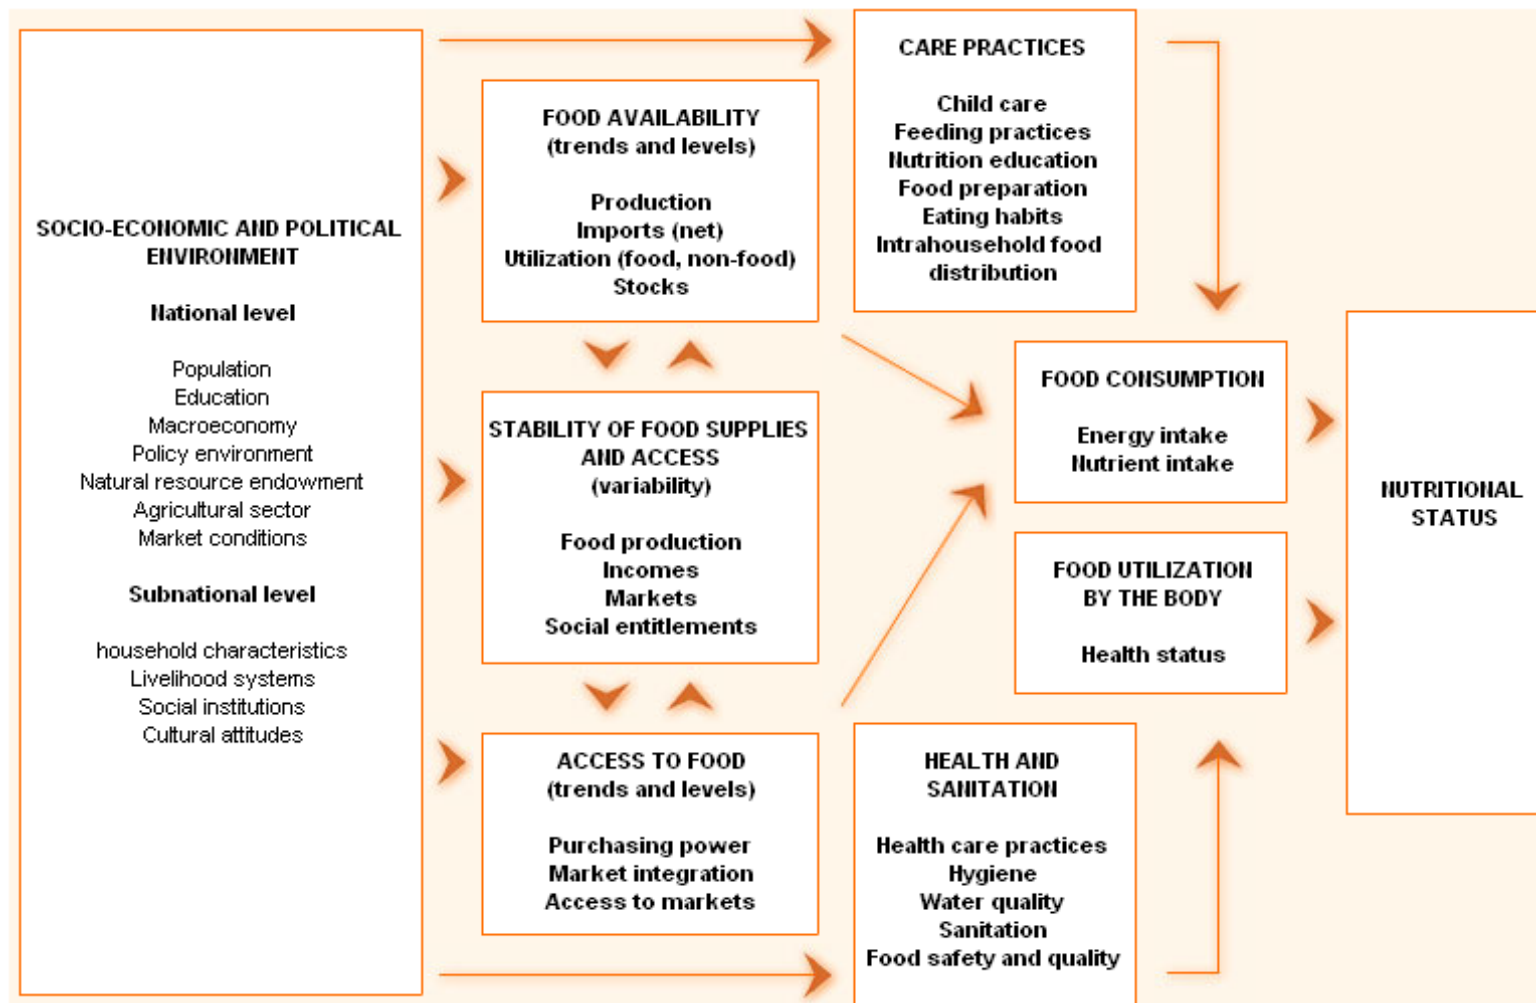 SOCIO-ECONOMIC AND POLITICAL
ENVIRONMENT
National level
Population
Education
Macroeconomy
Policy environment
Natural resource endowment
Agricultural sector
Market conditions
Subnational level
household characteristics
Livelihood systems
Social institutions
Cultural attitudes
FOOD AVAILABILITY
(trends and levels)
Production
Imports (net)
Utilization (food, non-food)
Stocks
STABILITY OF FOOD SUPPLIES
AND ACCESS
(variability)
Food production
Incomes
Markets
Social entitlements
ACCESS TO FOOD
(trends and levels)
Purchasing power
Market integration
Access to markets
CARE PRACTICES
Child care
Feeding practices
Nutrition education
Food preparation
Eating habits
Intrahousehold food
distribution
HEALTH AND
SANITATION
Health care practices
Hygiene
Water quality
Sanitation
Food safety and quality
FOOD CONSUMPTION
Energy intake
Nutrient intake
FOOD UTILIZATION
BY THE BODY
Health status
NUTRITIONAL
STATUS